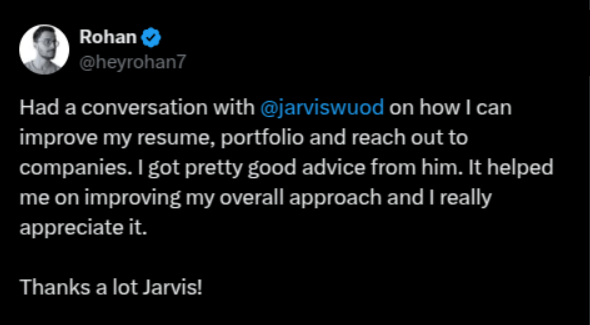 Rohan
@heyrohan7
Had a conversation with @jarviswuod on how I can
improve my resume, portfolio and reach out to
companies. I got pretty good advice from him. It helped
me on improving my overall approach and I really
appreciate it.
Thanks a lot Jarvis!